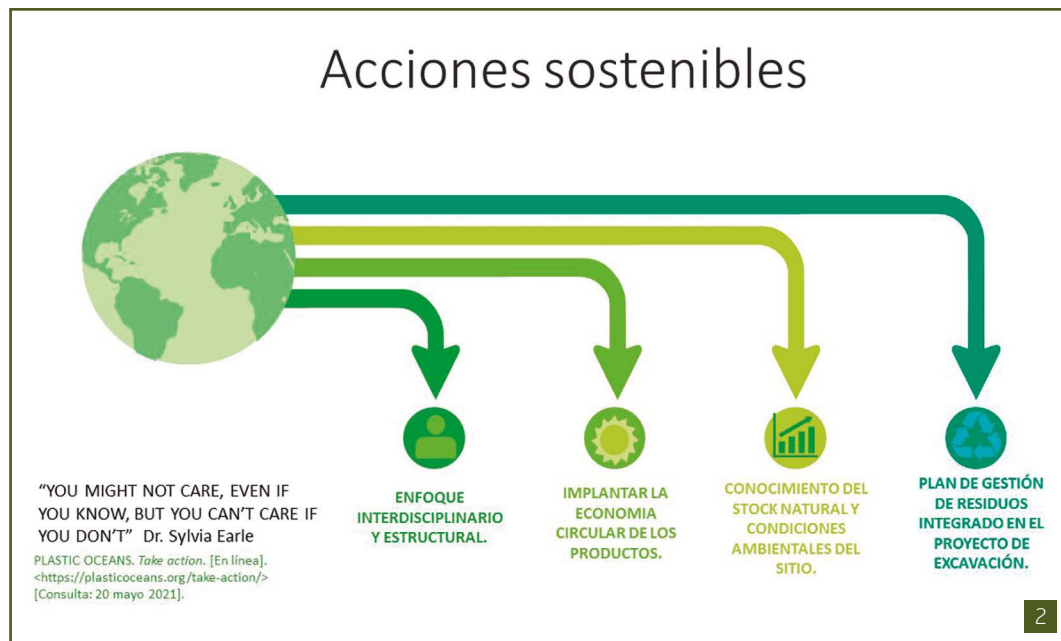 Acciones sostenibles
ENFOQUE
INTERDISCIPLINARIO
Y ESTRUCTURAL.
IMPLANTAR LA
ECONOMIA
CIRCULAR DE LOS
PRODUCTOS.
CONOCIMIENTO DEL
STOCK NATURAL Y
CONDICIONES
AMBIENTALES DEL
SITIO.
PLAN DE GESTIÓN
DE RESIDUOS
INTEGRADO EN EL
PROYECTO DE
EXCAVACIÓN.
“YOU MIGHT NOT CARE, EVEN IF
YOU KNOW, BUT YOU CAN’T CARE IF
YOU DON’T” Dr. Sylvia Earle
PLASTIC OCEANS. Take action. [En línea].
<https://plasticoceans.org/take-action/>
[Consulta: 20 mayo 2021].
2